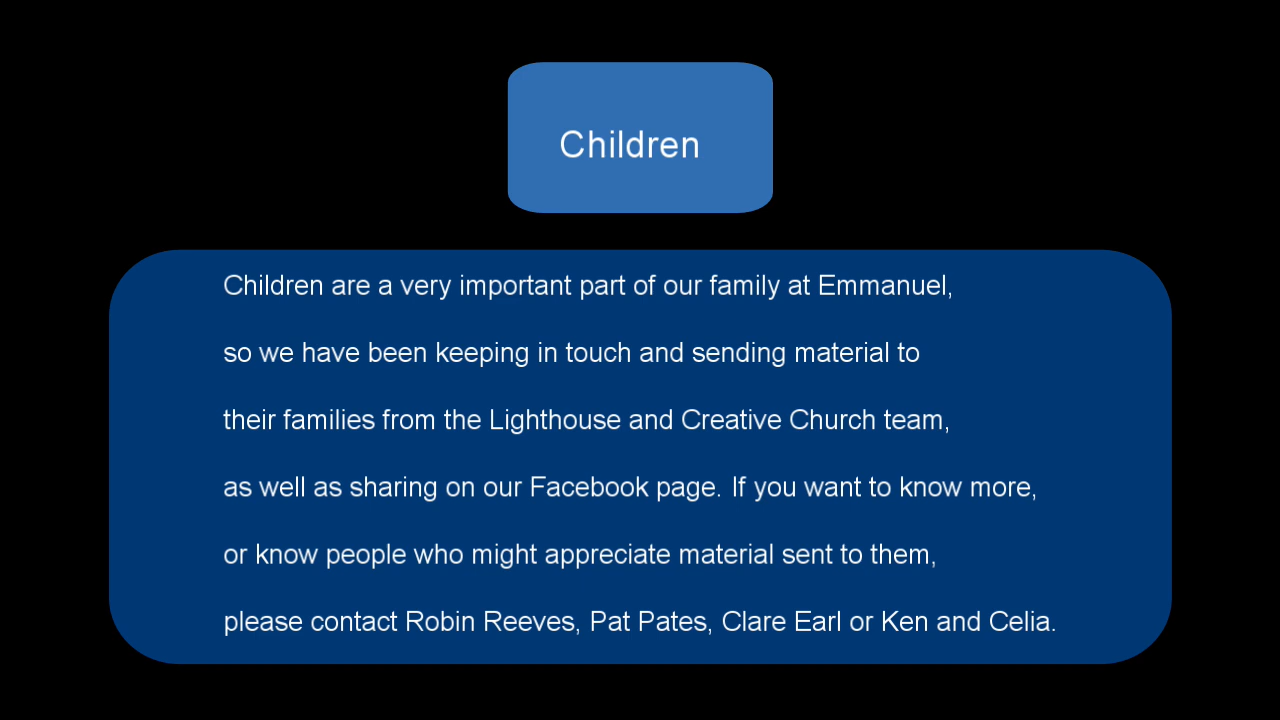 Children
Children are a very important part of our family at Emmanuel,
so we have been keeping in touch and sending material to
their families from the Lighthouse and Creative Church team,
as well as sharing on our Facebook page. If you want to know more,
or know people who might appreciate material sent to them,
please contact Robin Reeves, Pat Pates, Clare Earl or Ken and Celia.